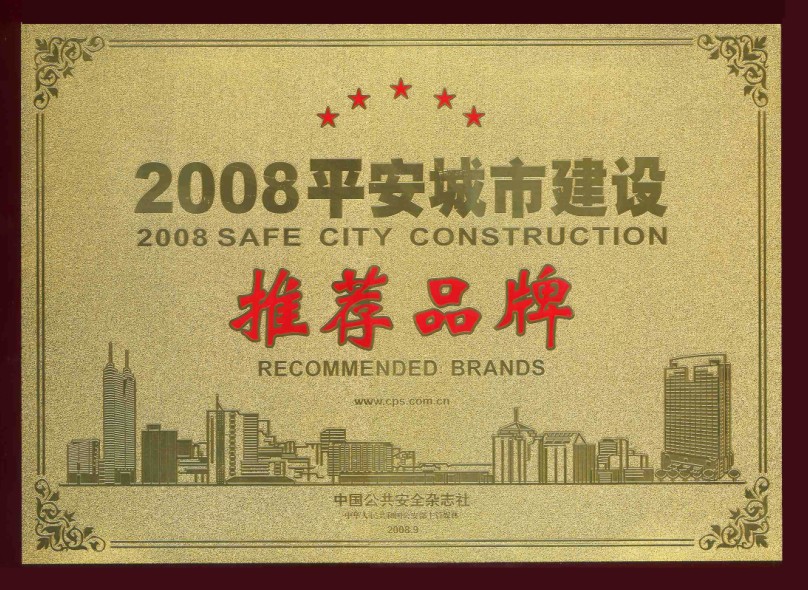 2008平安城市建设
2008 SAFE CITY CONSTRUCTION
推荐品牌
RECOMMENDED BRANDS
www.cps.com.cn
中国公共安全杂志社
2008.9